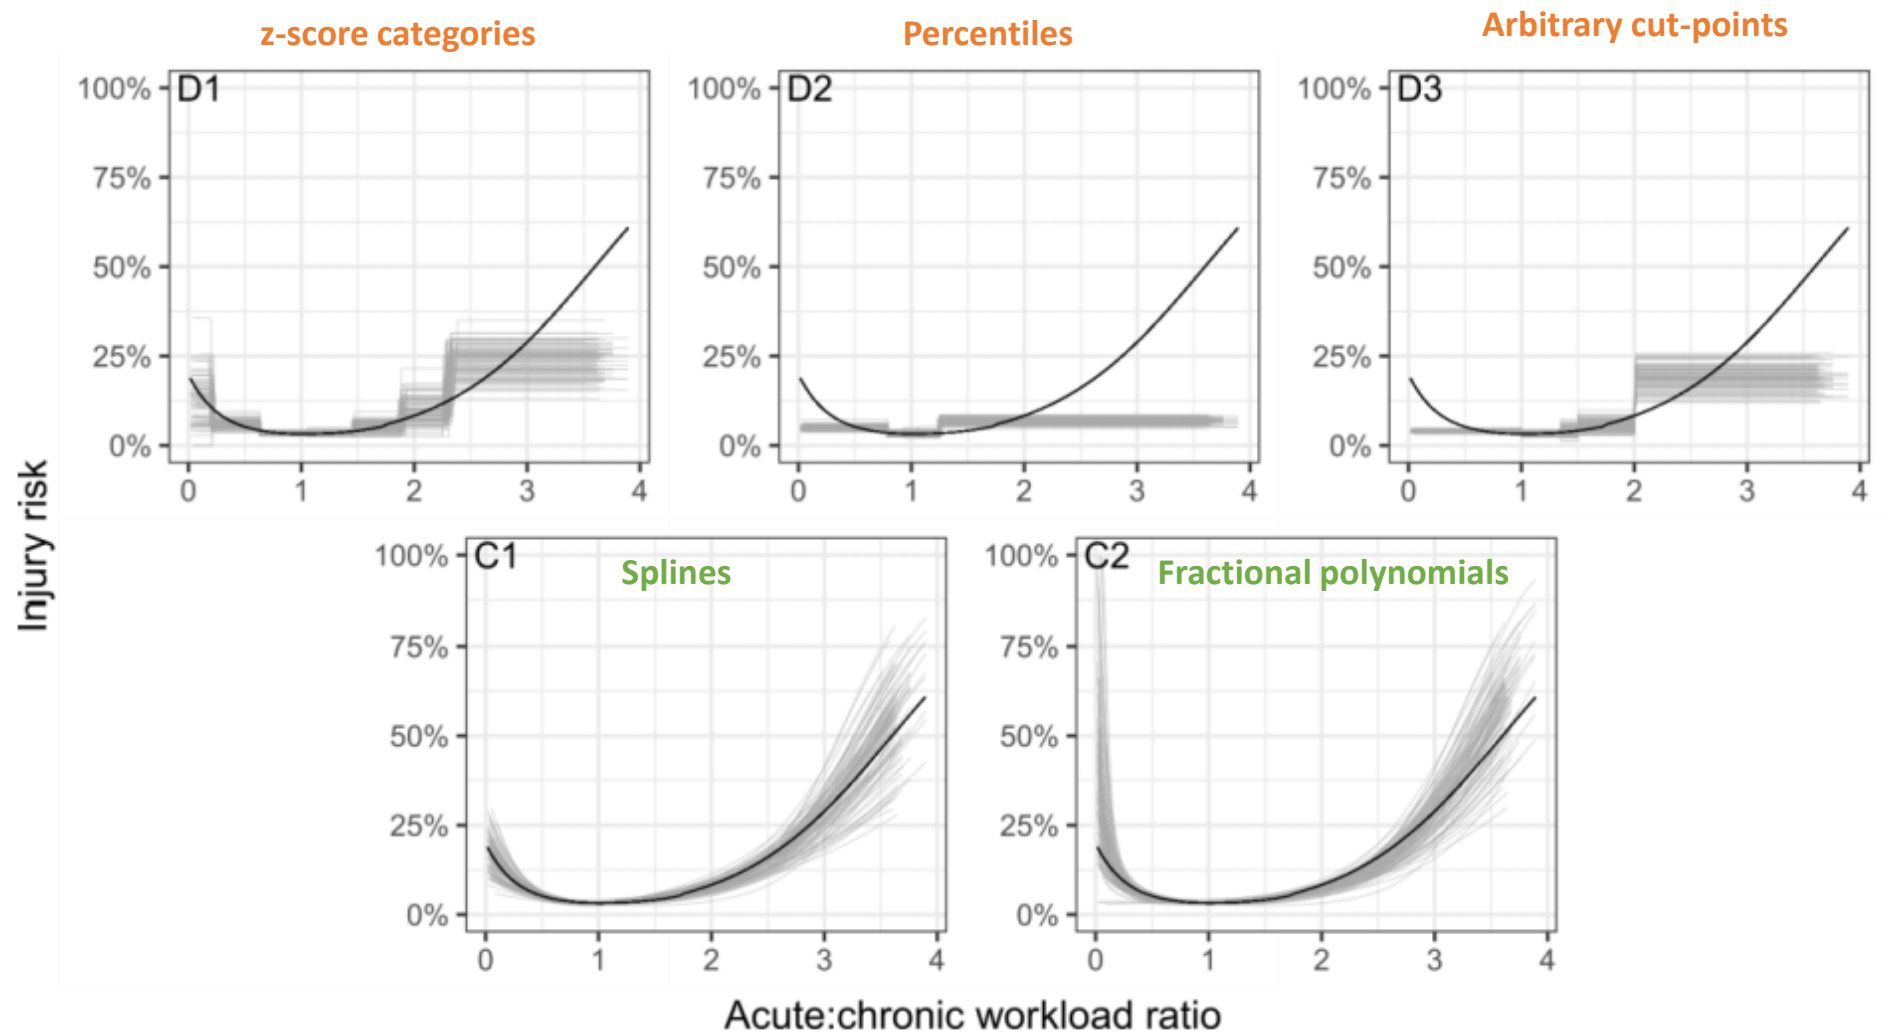 z-score categories
Percentiles
Arbitrary cut-points
D1
100%
75%
50%
25%
0%
0 1 2 3 4
D2
100%
75%
50%
25%
0%
0 1 2 3 4
D3
100%
75%
50%
25%
0%
0 1 2 3 4
Injury risk
C1
Splines
100%
75%
50%
25%
0%
0 1 2 3 4
C2
Fractional polynomials
100%
75%
50%
25%
0%
0 1 2 3 4
Acute:chronic workload ratio